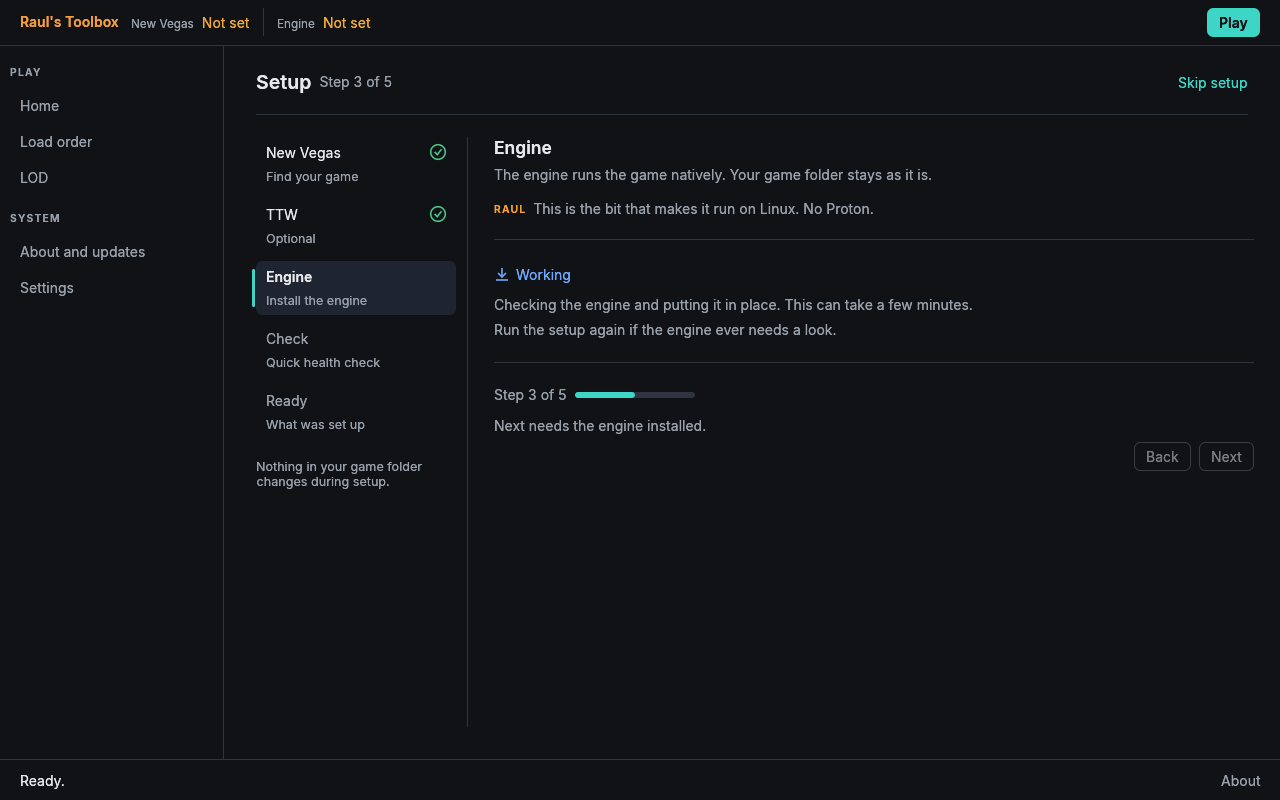 Raul's Toolbox New Vegas Not set Engine Not set Play
PLAY
Home
Load order
LOD
SYSTEM
About and updates
Settings
Setup Step 3 of 5 Skip setup
New Vegas
Find your game
TTW
Optional
Engine
Install the engine
Check
Quick health check
Ready
What was set up
Nothing in your game folder
changes during setup.
Engine
The engine runs the game natively. Your game folder stays as it is.
RAUL This is the bit that makes it run on Linux. No Proton.
Working
Checking the engine and putting it in place. This can take a few minutes.
Run the setup again if the engine ever needs a look.
Step 3 of 5
Next needs the engine installed.
Back Next
Ready. About